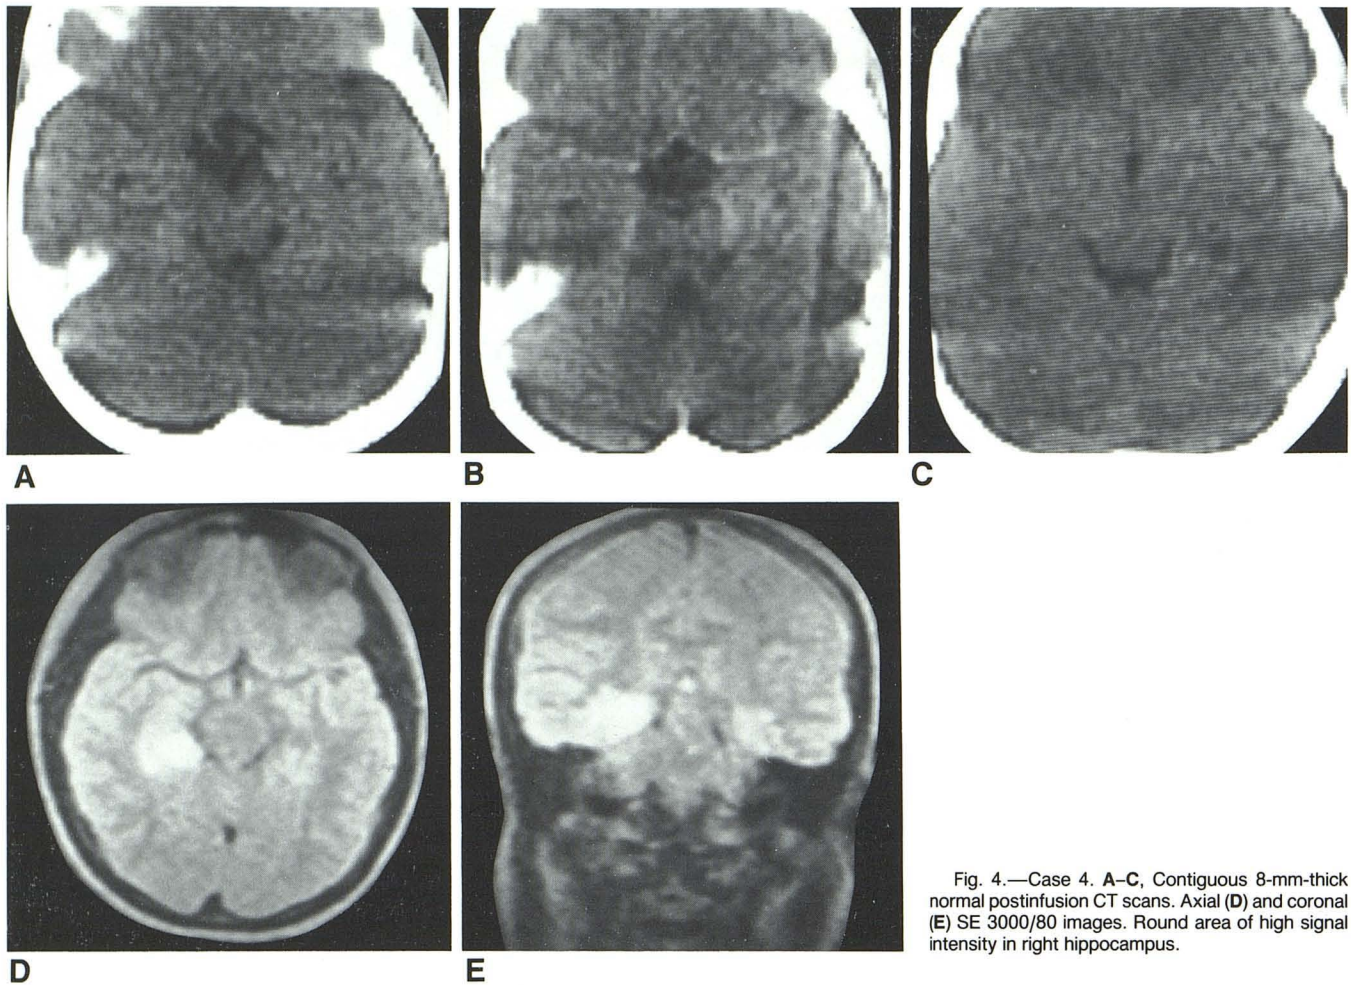 A
B
C
D
E
Fig. 4.—Case 4. A–C, Contiguous 8-mm-thick
normal postinfusion CT scans. Axial (D) and coronal
(E) SE 3000/80 images. Round area of high signal
intensity in right hippocampus.